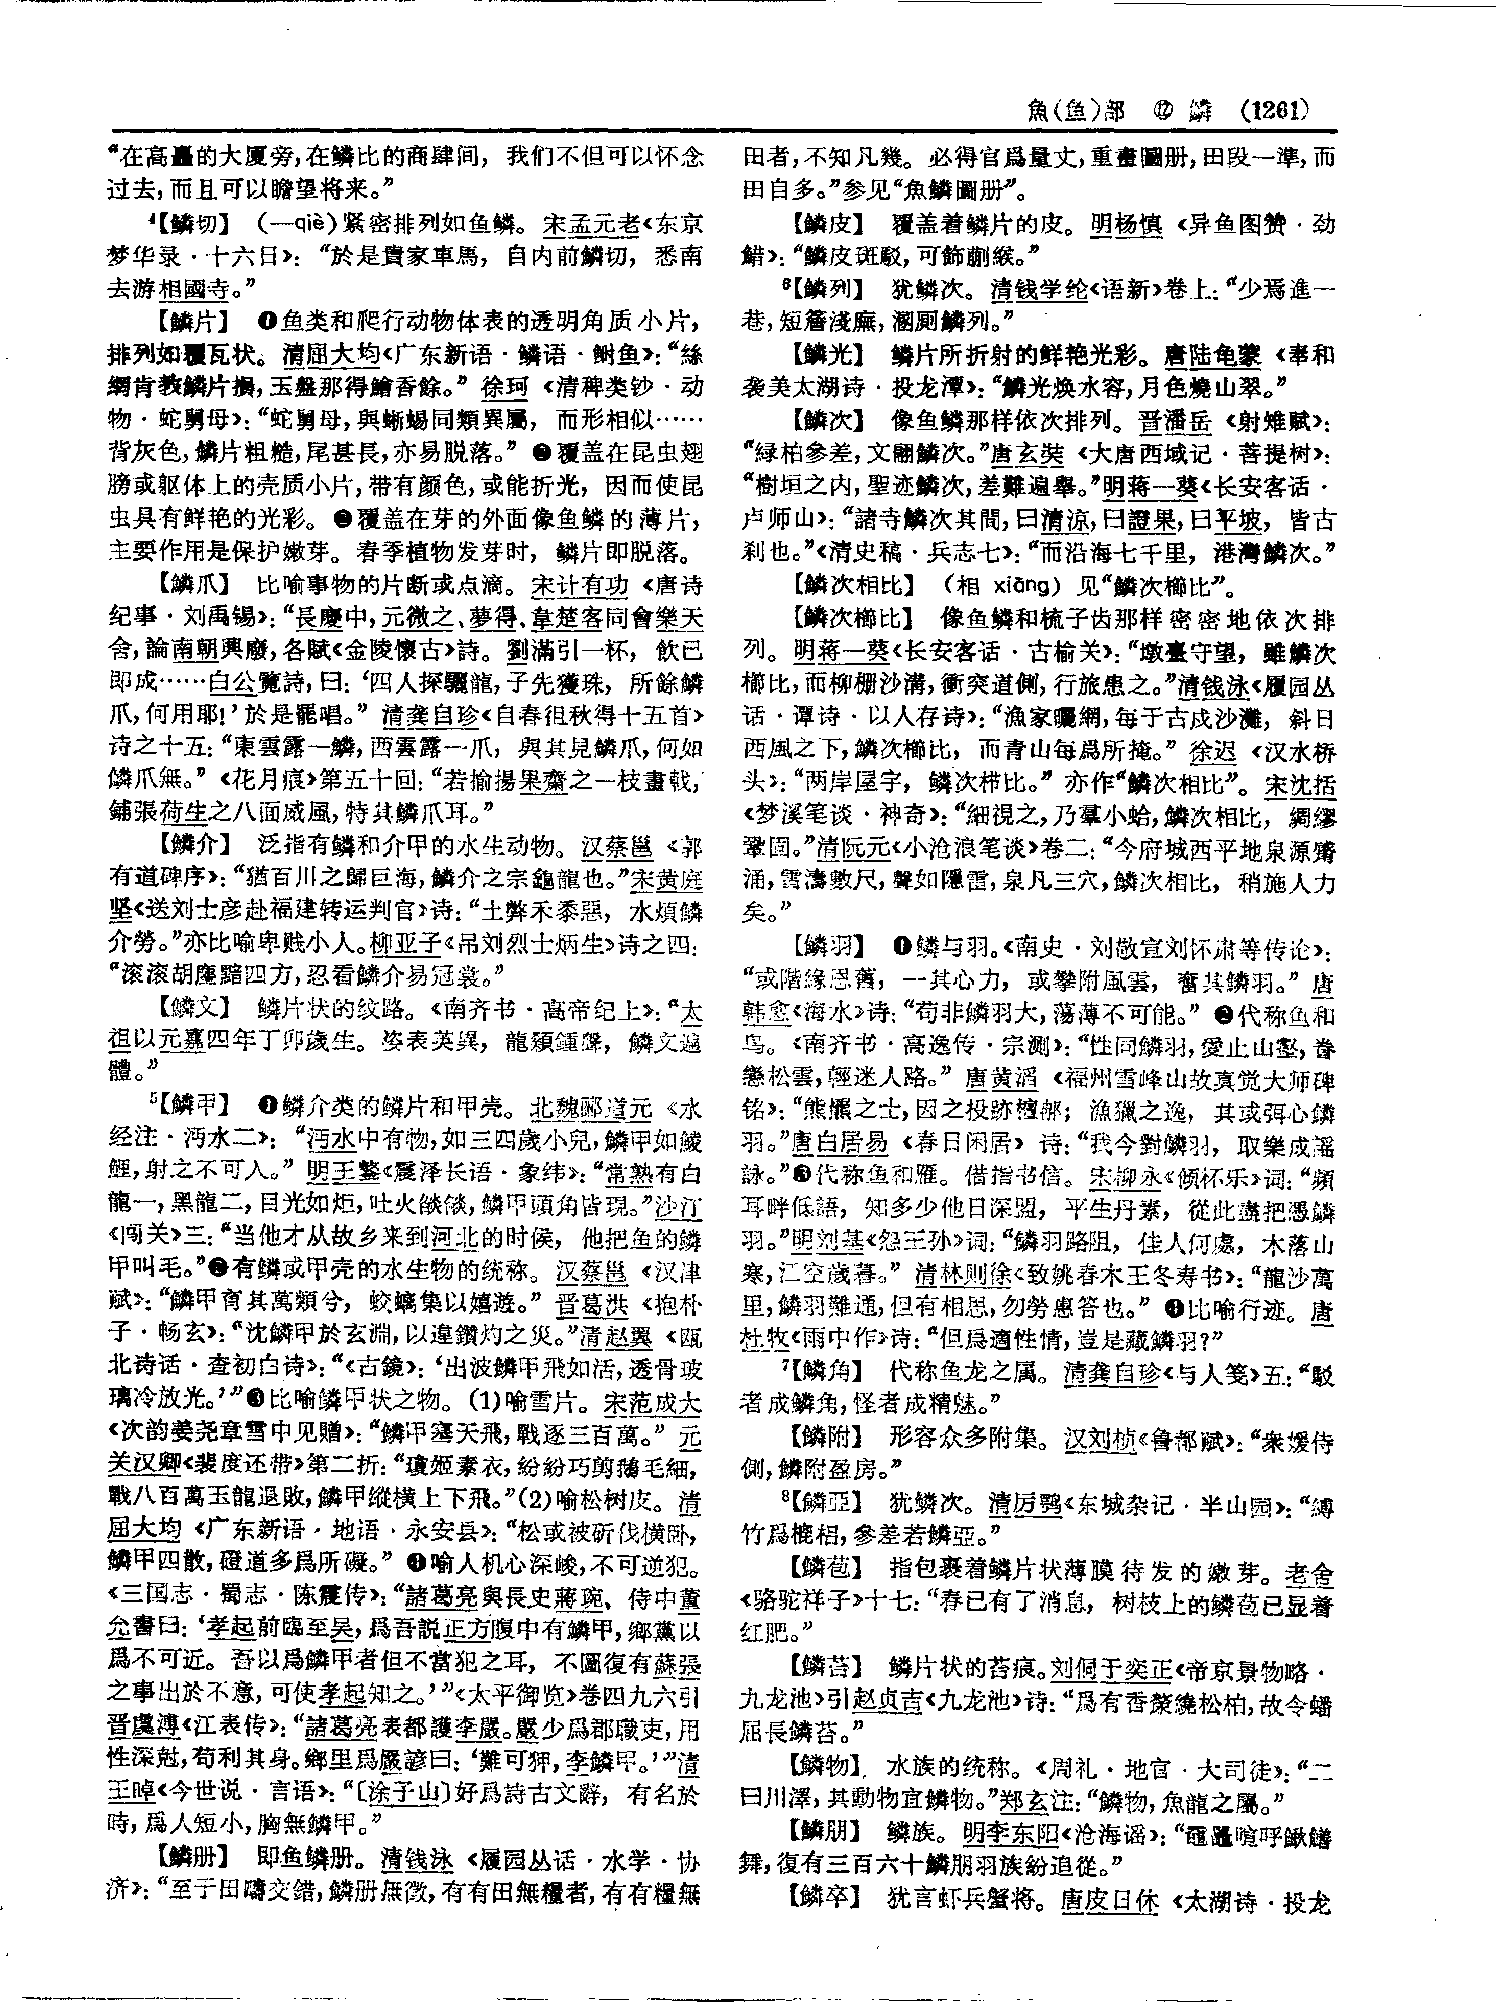 魚(鱼)部 ⑫ 鳞 (1261)
“在高矗的大厦旁,在鳞比的商肆间, 我们不但可以怀念
过去,而且可以瞻望将来。”
4【鳞切】 (—qiè)紧密排列如鱼鳞。宋孟元老《东京
梦华录·十六日》: “於是貴家車馬, 自内前鱗切, 悉南
去游相國寺。”
【鳞片】 ❶鱼类和爬行动物体表的透明角质小片,
排列如覆瓦状。清屈大均《广东新语·鳞语·鲥鱼》:“絲
網肯教鱗片損,玉盤那得鱠香餘。” 徐珂《清稗类钞·动
物·蛇舅母》:“蛇舅母,與蜥蜴同類異屬, 而形相似……
背灰色,鱗片粗糙,尾甚長,亦易脱落。” ❷覆盖在昆虫翅
膀或躯体上的壳质小片,带有颜色,或能折光, 因而使昆
虫具有鲜艳的光彩。❸覆盖在芽的外面像鱼鳞的薄片,
主要作用是保护嫩芽。春季植物发芽时, 鳞片即脱落。
【鳞爪】 比喻事物的片断或点滴。宋计有功《唐诗
纪事·刘禹锡》:“長慶中,元微之、夢得、韋楚客同會樂天
舍,論南朝興廢,各賦《金陵懷古》詩。劉滿引一杯, 飲已
即成……白公覽詩,曰: ‘四人探驪龍,子先獲珠, 所餘鱗
爪,何用耶!’於是罷唱。” 清龚自珍《自春徂秋得十五首》
诗之十五:“東雲露一鱗,西雲露一爪, 與其見鱗爪,何如
鱗爪無。”《花月痕》第五十回:“若揄揚果齋之一枝畫戟,
鋪張荷生之八面威風,特其鱗爪耳。”
【鳞介】 泛指有鳞和介甲的水生动物。汉蔡邕《郭
有道碑序》:“猶百川之歸巨海,鱗介之宗龜龍也。”宋黄庭
坚《送刘士彦赴福建转运判官》诗:“土弊禾黍惡, 水煩鱗
介勞。”亦比喻卑贱小人。柳亚子《吊刘烈士炳生》诗之四:
“滚滚胡塵黯四方,忍看鱗介易冠裳。”
【鳞文】 鳞片状的纹路。《南齐书·高帝纪上》:“太
祖以元嘉四年丁卯歲生。姿表英異, 龍顙鍾聲, 鱗文遍
體。”
5【鳞甲】 ❶鳞介类的鳞片和甲壳。北魏郦道元《水
经注·沔水二》: “沔水中有物,如三四歲小兒,鱗甲如鯪
鯉,射之不可入。” 明王鏊《震泽长语·象纬》:“常熟有白
龍一,黑龍二,目光如炬,吐火燄燄,鱗甲頭角皆現。”沙汀
《闯关》三:“当他才从故乡来到河北的时候, 他把鱼的鳞
甲叫毛。”❷有鳞或甲壳的水生物的统称。汉蔡邕《汉津
赋》:“鱗甲育其萬類兮, 蛟螭集以嬉遊。” 晋葛洪《抱朴
子·畅玄》:“沈鱗甲於玄淵,以違鑽灼之災。”清赵翼《瓯
北诗话·查初白诗》:“《古鏡》:‘出波鱗甲飛如活,透骨玻
璃冷放光。’”❸比喻鳞甲状之物。(1)喻雪片。宋范成大
《次韵姜尧章雪中见赠》:“鱗甲塞天飛,戰逐三百萬。” 元
关汉卿《裴度还带》第二折:“瓊姬素衣,紛紛巧剪鵝毛細,
戰八百萬玉龍退敗,鱗甲縱横上下飛。”(2)喻松树皮。清
屈大均《广东新语·地语·永安县》:“松或被斫伐横卧,
鱗甲四散,磴道多爲所礙。” ❹喻人机心深峻,不可逆犯。
《三国志·蜀志·陈震传》:“諸葛亮與長史蔣琬、侍中董
允書曰:‘孝起前臨至吴,爲吾説正方腹中有鱗甲,鄉黨以
爲不可近。吾以爲鱗甲者但不當犯之耳, 不圖復有蘇張
之事出於不意,可使孝起知之。’”《太平御览》卷四九六引
晋虞溥《江表传》:“諸葛亮表都護李嚴。嚴少爲郡職吏,用
性深尅,苟利其身。鄉里爲嚴諺曰:‘難可狎,李鱗甲。’”清
王晫《今世说·言语》:“〔涂子山〕好爲詩古文辭, 有名於
時,爲人短小,胸無鱗甲。”
【鳞册】 即鱼鳞册。清钱泳《履园丛话·水学·协
济》:“至于田疇交錯,鱗册無徵,有有田無糧者,有有糧無
田者,不知凡幾。必得官爲量丈,重畫圖册,田段一準,而
田自多。”参见“魚鱗圖册”。
【鳞皮】 覆盖着鳞片的皮。明杨慎《异鱼图赞·劲
䱜》:“鱗皮斑駁,可飾蒯緱。”
6【鳞列】 犹鳞次。清钱学纶《语新》卷上:“少焉進一
巷,短簷淺廡,溷厠鱗列。”
【鳞光】 鳞片所折射的鲜艳光彩。唐陆龟蒙《奉和
袭美太湖诗·投龙潭》:“鱗光焕水容,月色燒山翠。”
【鳞次】 像鱼鳞那样依次排列。晋潘岳《射雉赋》:
“緑柏參差,文翮鱗次。”唐玄奘《大唐西域记·菩提树》:
“樹垣之内,聖迹鱗次,差難遍舉。”明蒋一葵《长安客话·
卢师山》:“諸寺鱗次其間,曰清凉,曰證果,曰平坡, 皆古
刹也。”《清史稿·兵志七》:“而沿海七千里, 港灣鱗次。”
【鳞次相比】 (相 xiāng) 见“鳞次栉比”。
【鳞次栉比】 像鱼鳞和梳子齿那样密密地依次排
列。明蒋一葵《长安客话·古榆关》:“墩臺守望, 雖鱗次
櫛比,而柳栅沙溝,衝突道側,行旅患之。”清钱泳《履园丛
话·谭诗·以人存诗》:“漁家曬網,每于古戍沙灘, 斜日
西風之下,鱗次櫛比, 而青山每爲所掩。” 徐迟《汉水桥
头》:“两岸屋宇, 鳞次栉比。” 亦作“鳞次相比”。宋沈括
《梦溪笔谈·神奇》:“細視之,乃羣小蛤,鱗次相比, 綢繆
鞏固。”清阮元《小沧浪笔谈》卷二:“今府城西平地泉源觱
涌,雪濤數尺,聲如隱雷,泉凡三穴,鱗次相比, 稍施人力
矣。”
【鳞羽】 ❶鳞与羽。《南史·刘敬宣刘怀肃等传论》:
“或階緣恩舊, 一其心力, 或攀附風雲, 奮其鱗羽。” 唐
韩愈《海水》诗:“苟非鱗羽大,蕩薄不可能。” ❷代称鱼和
鸟。《南齐书·高逸传·宗测》:“性同鱗羽,愛止山壑,眷
戀松雲,輕迷人路。” 唐黄滔《福州雪峰山故真觉大师碑
铭》:“熊羆之士,因之投跡檀那; 漁獵之逸, 其或弭心鱗
羽。”唐白居易《春日闲居》诗:“我今對鱗羽, 取樂成謡
詠。”❸代称鱼和雁。借指书信。宋柳永《倾杯乐》词:“頻
耳畔低語, 知多少他日深盟, 平生丹素, 從此盡把憑鱗
羽。”明刘基《怨王孙》词:“鱗羽路阻, 佳人何處, 木落山
寒,江空歲暮。” 清林则徐《致姚春木王冬寿书》:“龍沙萬
里,鱗羽難通,但有相思,勿勞惠答也。” ❹比喻行迹。唐
杜牧《雨中作》诗:“但爲適性情,豈是藏鱗羽?”
7【鳞角】 代称鱼龙之属。清龚自珍《与人笺》五:“駁
者成鱗角,怪者成精魅。”
【鳞附】 形容众多附集。汉刘桢《鲁都赋》:“衆媛侍
側,鱗附盈房。”
8【鳞亞】 犹鳞次。清厉鹗《东城杂记·半山园》:“縛
竹爲槍梠,參差若鱗亞。”
【鳞苞】 指包裹着鳞片状薄膜待发的嫩芽。老舍
《骆驼祥子》十七:“春已有了消息, 树枝上的鳞苞已显着
红肥。”
【鳞苔】 鳞片状的苔痕。刘侗于奕正《帝京景物略·
九龙池》引赵贞吉《九龙池》诗:“爲有香縈繞松柏,故令蟠
屈長鱗苔。”
【鳞物】 水族的统称。《周礼·地官·大司徒》:“二
曰川澤,其動物宜鱗物。”郑玄注:“鱗物,魚龍之屬。”
【鳞朋】 鳞族。明李东阳《沧海谣》:“黿鼉喧呼鰍鱔
舞,復有三百六十鱗朋羽族紛追從。”
【鳞卒】 犹言虾兵蟹将。唐皮日休《太湖诗·投龙